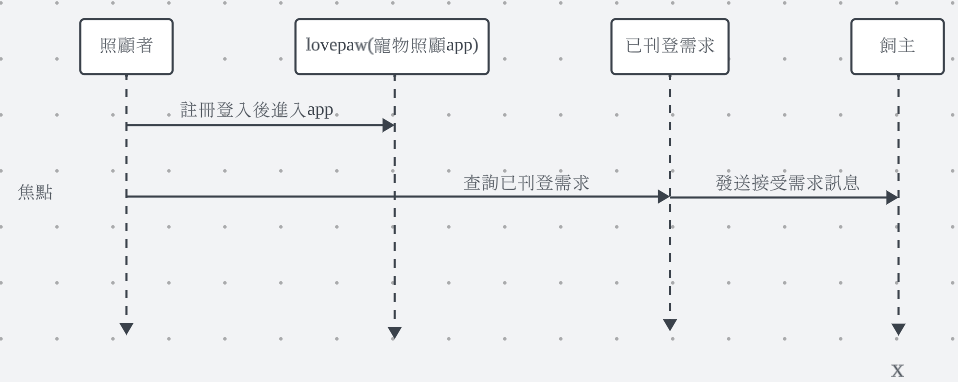 照顧者
lovepaw(寵物照顧app)
已刊登需求
飼主
註冊登入後進入app
焦點
查詢已刊登需求
發送接受需求訊息
X